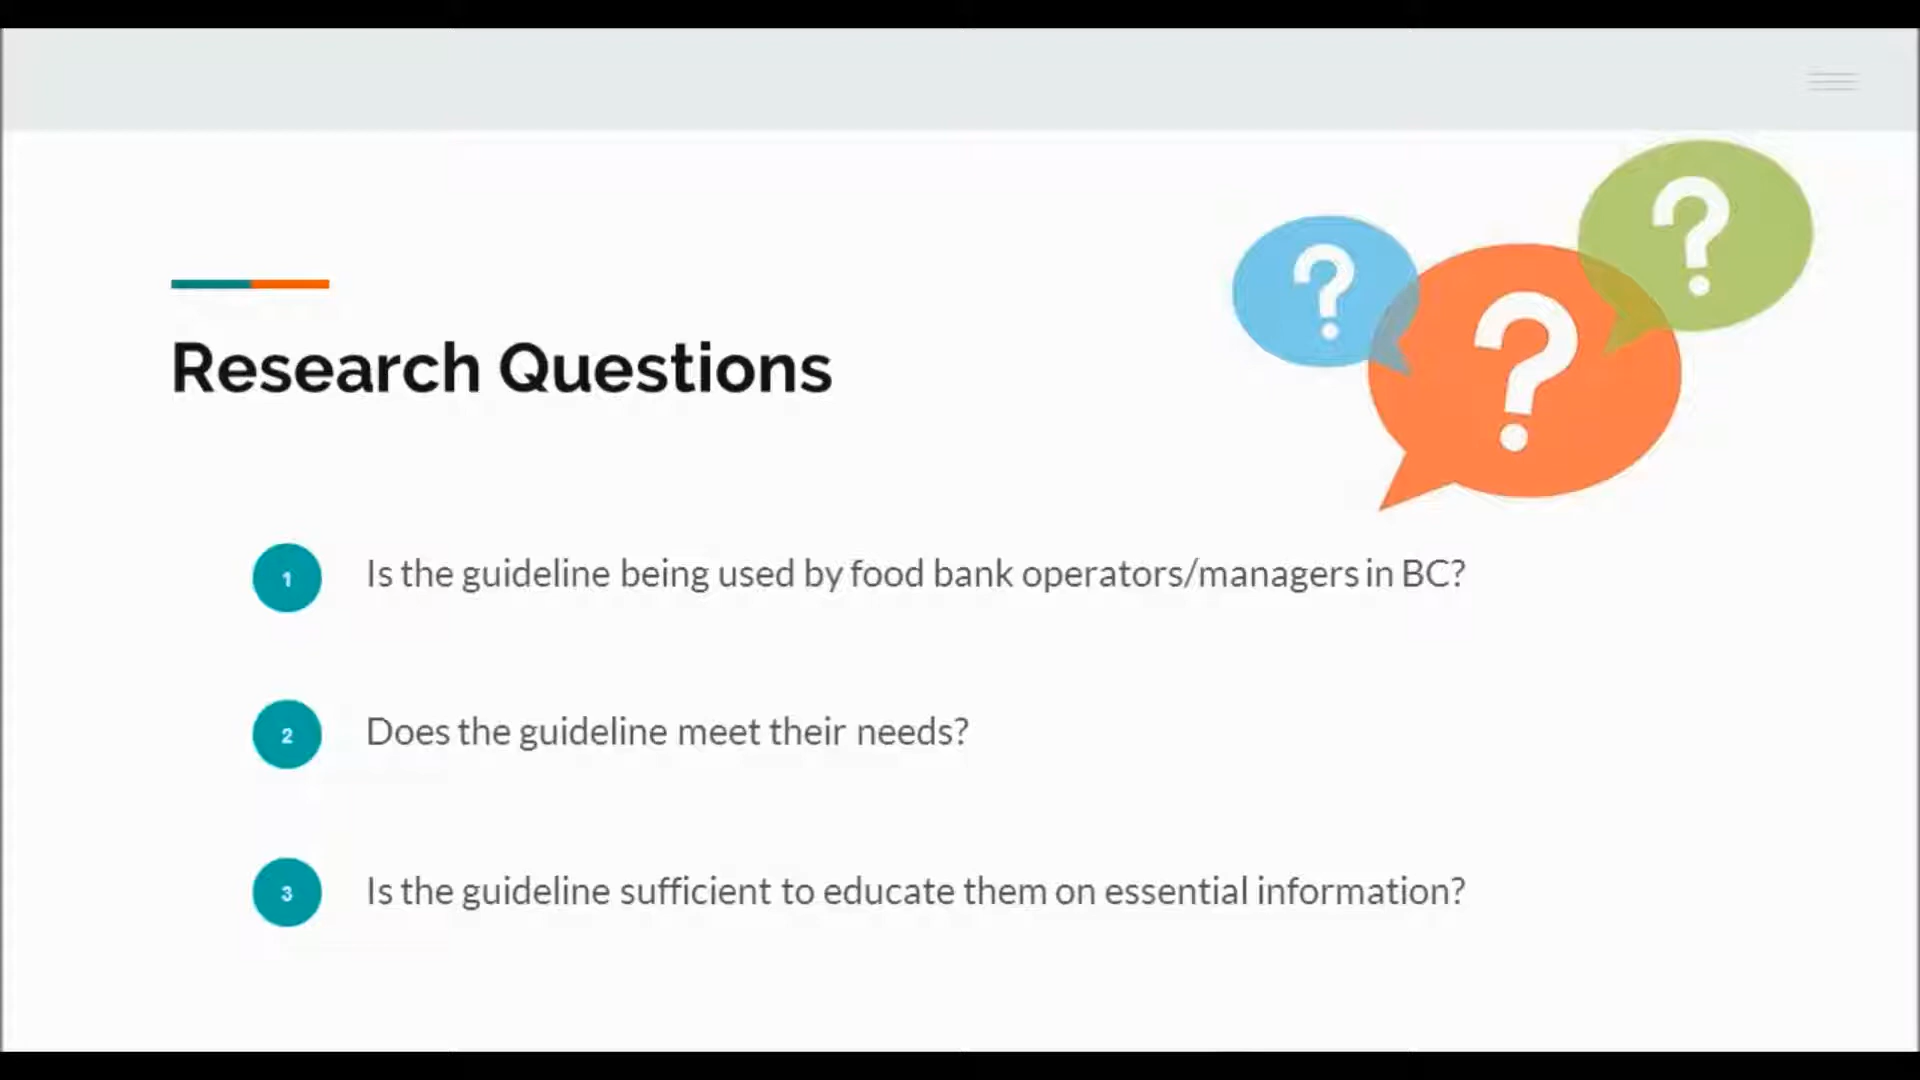 ?
?
?
Research Questions
1 Is the guideline being used by food bank operators/managers in BC?
2 Does the guideline meet their needs?
3 Is the guideline sufficient to educate them on essential information?